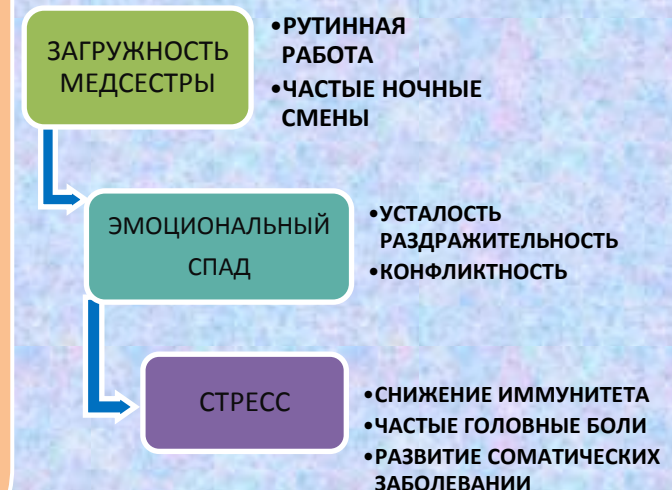 ЗАГРУЖНОСТЬ
МЕДСЕСТРЫ
•РУТИННАЯ
РАБОТА
•ЧАСТЫЕ НОЧНЫЕ
СМЕНЫ
ЭМОЦИОНАЛЬНЫЙ
СПАД
•УСТАЛОСТЬ
РАЗДРАЖИТЕЛЬНОСТЬ
•КОНФЛИКТНОСТЬ
СТРЕСС
•СНИЖЕНИЕ ИММУНИТЕТА
•ЧАСТЫЕ ГОЛОВНЫЕ БОЛИ
•РАЗВИТИЕ СОМАТИЧЕСКИХ
ЗАБОЛЕВАНИИ